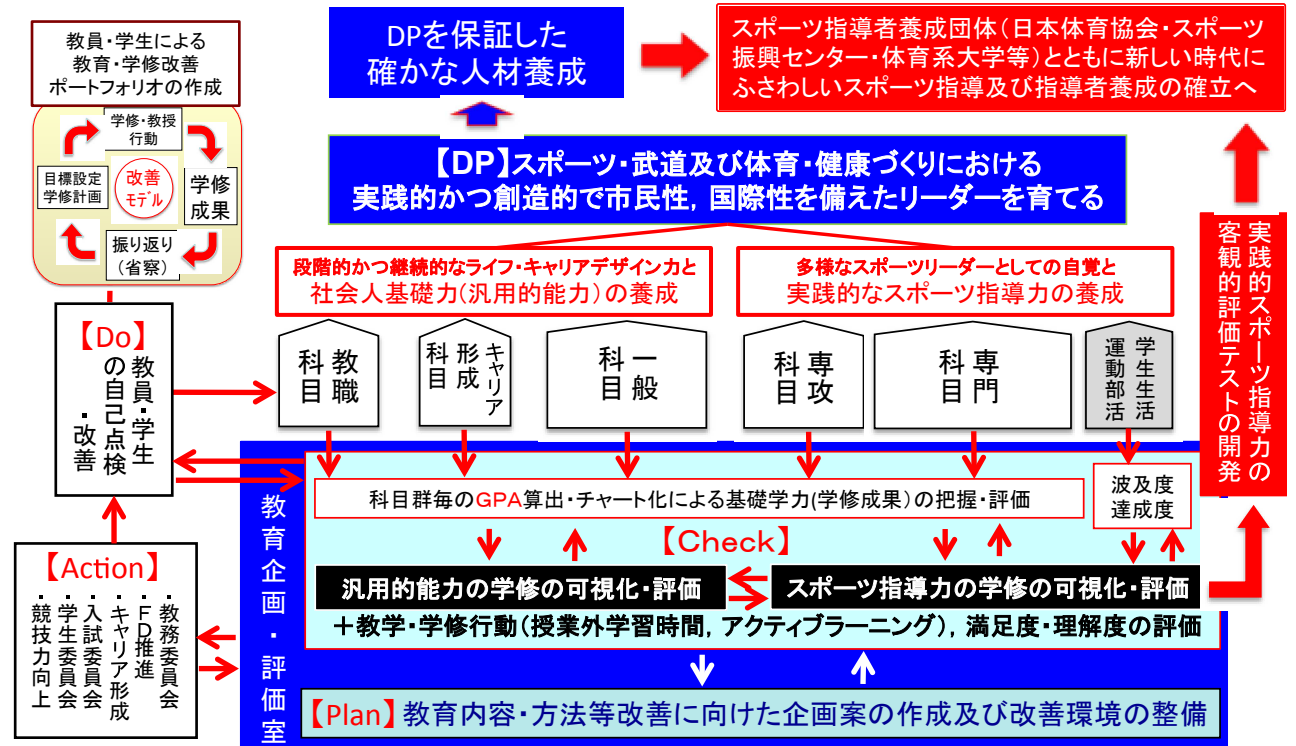 教員・学生による
教育・学修改善
ポートフォリオの作成
学修・教授
行動
目標設定
学修計画
改善
モデル
学修
成果
振り返り
(省察)
DPを保証した
確かな人材養成
スポーツ指導者養成団体(日本体育協会・スポーツ
振興センター・体育系大学等)とともに新しい時代に
ふさわしいスポーツ指導及び指導者養成の確立へ
【DP】スポーツ・武道及び体育・健康づくりにおける
実践的かつ創造的で市民性,国際性を備えたリーダーを育てる
段階的かつ継続的なライフ・キャリアデザイン力と
社会人基礎力(汎用的能力)の養成
多様なスポーツリーダーとしての自覚と
実践的なスポーツ指導力の養成
実践的スポーツ指導力の
客観的評価テストの開発
【Do】
教員・学生
の自己点検
・改善
教職
科目
キャリア
形成
科目
一般
科目
専攻
科目
専門
科目
学生生活
運動部活
教育企画・評価室
科目群毎のGPA算出・チャート化による基礎学力(学修成果)の把握・評価
波及度
達成度
【Check】
汎用的能力の学修の可視化・評価
スポーツ指導力の学修の可視化・評価
+教学・学修行動(授業外学習時間,アクティブラーニング),満足度・理解度の評価
【Action】
・教務委員会
・FD推進
・キャリア形成
・入試委員会
・学生委員会
・競技力向上
【Plan】教育内容・方法等改善に向けた企画案の作成及び改善環境の整備